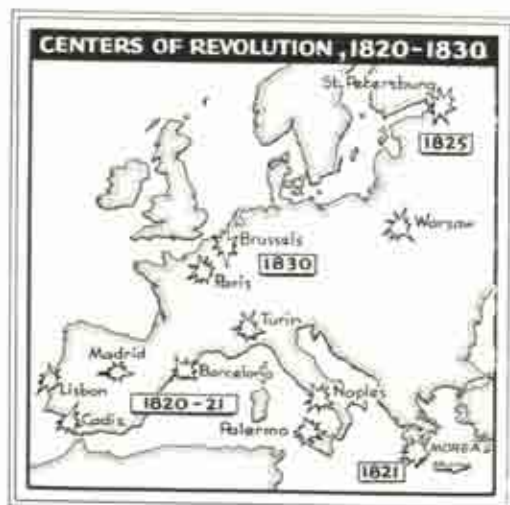 CENTERS OF REVOLUTION, 1820-1830
St. Petersburg
1825
Warsaw
Brussels
1830
Paris
Turin
Madrid
Barcelona
Lisbon
1820-21
Naples
Cadis
Palermo
MOREA
1821